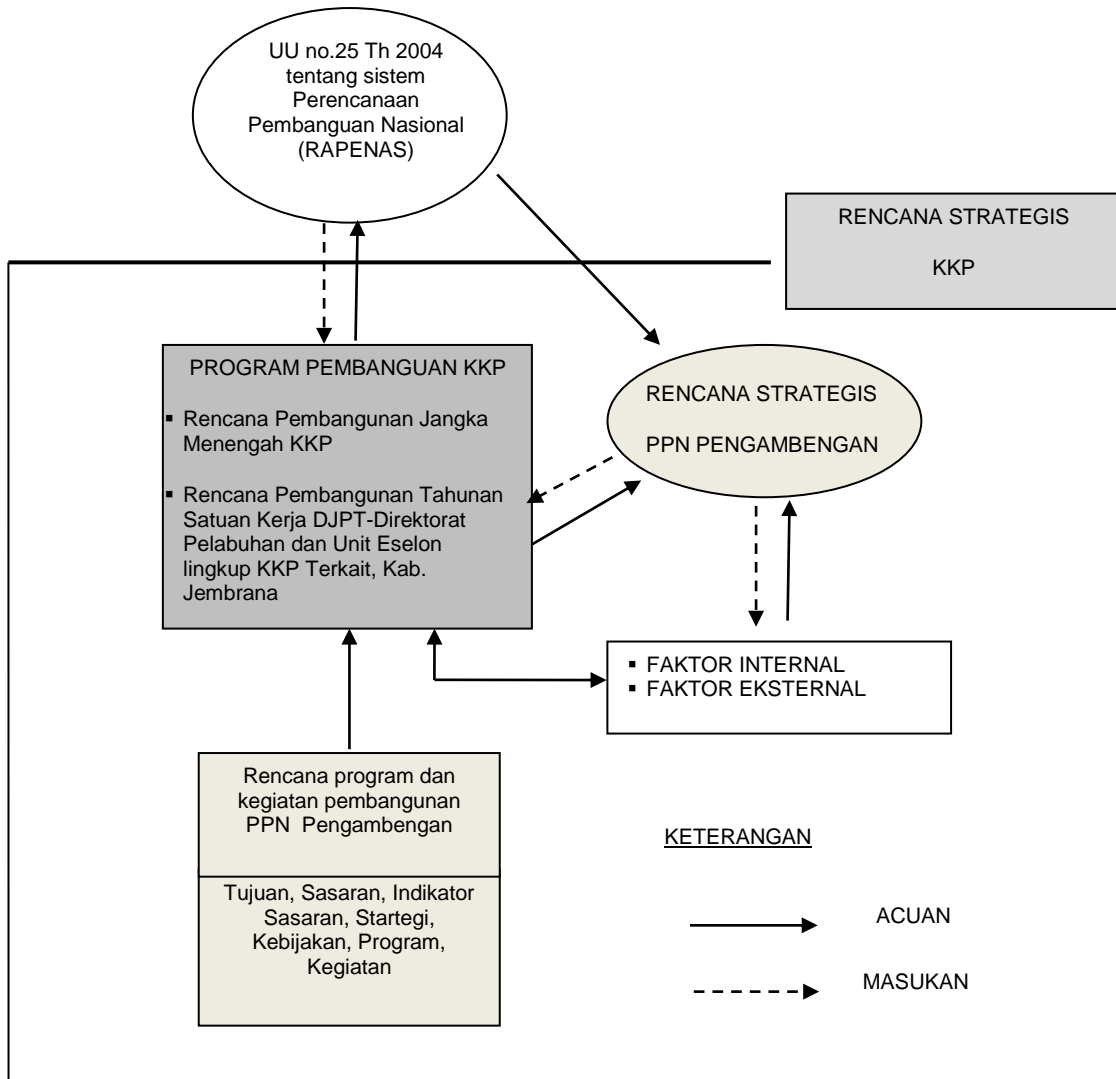 UU no.25 Th 2004
tentang sistem
Perencanaan
Pembanguan Nasional
(RAPENAS)
RENCANA STRATEGIS
KKP
PROGRAM PEMBANGUAN KKP
▪ Rencana Pembangunan Jangka
Menengah KKP
▪ Rencana Pembangunan Tahunan
Satuan Kerja DJPT-Direktorat
Pelabuhan dan Unit Eselon
lingkup KKP Terkait, Kab.
Jembrana
RENCANA STRATEGIS
PPN PENGAMBENGAN
▪ FAKTOR INTERNAL
▪ FAKTOR EKSTERNAL
Rencana program dan
kegiatan pembangunan
PPN Pengambengan
Tujuan, Sasaran, Indikator
Sasaran, Startegi,
Kebijakan, Program,
Kegiatan
KETERANGAN
ACUAN
MASUKAN